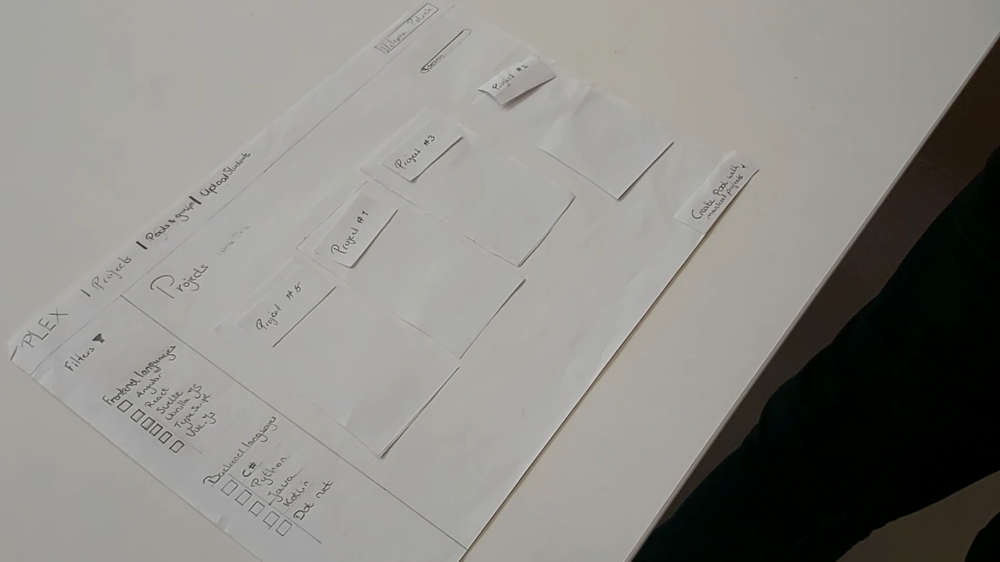 PLEX | Projects | Pools & groups | Upload Students
Welcome Patrick
Filters
Frontend languages
Angular
React
Svelte
Vanilla JS
TypeScript
Vue.Js
Backend languages
C#
Python
Java
Kotlin
Dot net
Projects
search
Project #5
Project #1
Project #3
Project #2
Create Pool with
marked projects +